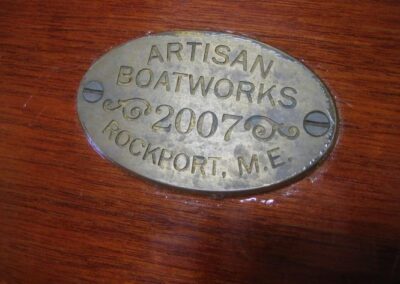 ARTISAN
BOATWORKS
2007
ROCKPORT, M.E.